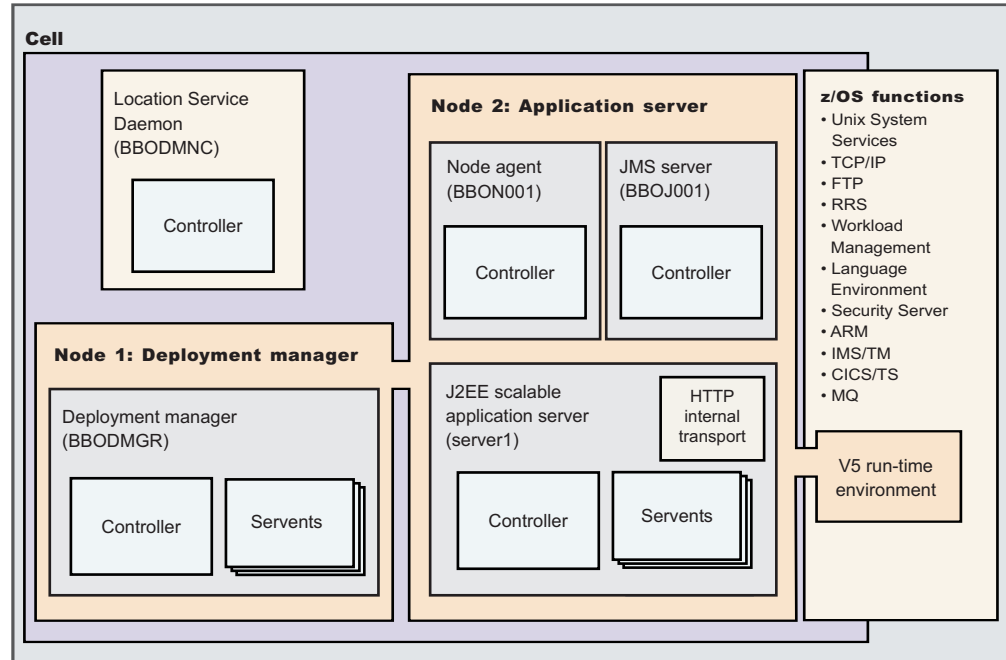 Cell
Location Service
Daemon
(BBODMNC)
Controller
Node 1: Deployment manager
Deployment manager
(BBODMGR)
Controller
Servents
Node 2: Application server
Node agent
(BBON001)
Controller
JMS server
(BBOJ001)
Controller
J2EE scalable
application server
(server1)
HTTP
internal
transport
Controller
Servents
z/OS functions
• Unix System
Services
• TCP/IP
• FTP
• RRS
• Workload
Management
• Language
Environment
• Security Server
• ARM
• IMS/TM
• CICS/TS
• MQ
V5 run-time
environment